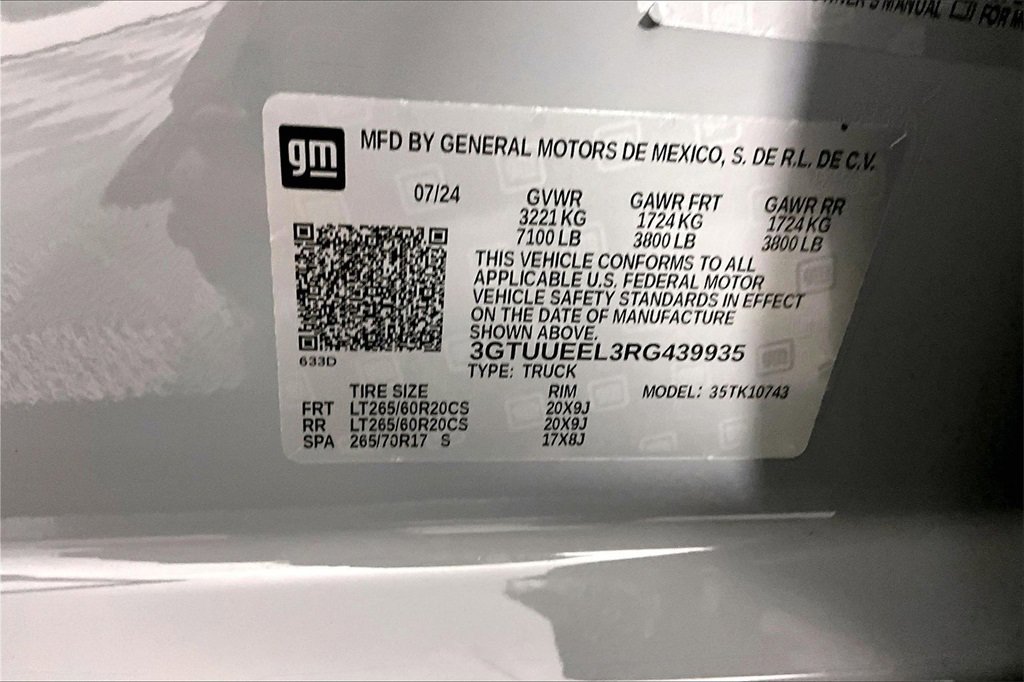 OWNER'S MANUAL FOR
gm
MFD BY GENERAL MOTORS DE MEXICO, S. DE R.L. DE C.V.
07/24 GVWR GAWR FRT GAWR RR
3221 KG 1724 KG 1724 KG
7100 LB 3800 LB 3800 LB
THIS VEHICLE CONFORMS TO ALL
APPLICABLE U.S. FEDERAL MOTOR
VEHICLE SAFETY STANDARDS IN EFFECT
ON THE DATE OF MANUFACTURE
SHOWN ABOVE.
3GTUUEEL3RG439935
633D
TYPE: TRUCK
TIRE SIZE RIM MODEL: 35TK10743
FRT LT265/60R20CS 20X9J
RR LT265/60R20CS 20X9J
SPA 265/70R17 S 17X8J